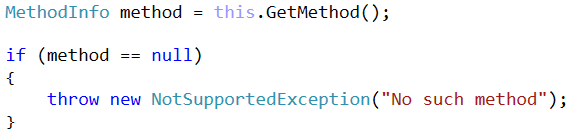 MethodInfo method = this.GetMethod();
if (method == null)
{
    throw new NotSupportedException("No such method");
}